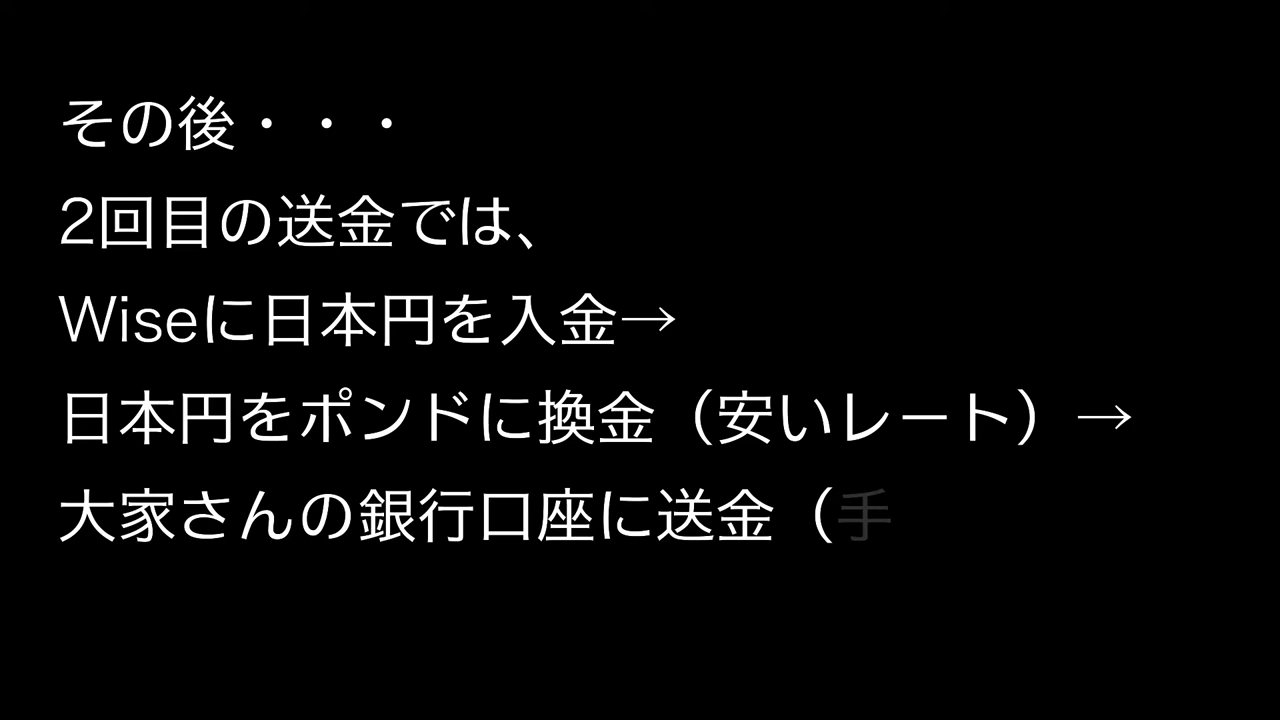 その後・・・
2回目の送金では、
Wiseに日本円を入金→
日本円をポンドに換金（安いレート）→
大家さんの銀行口座に送金（手